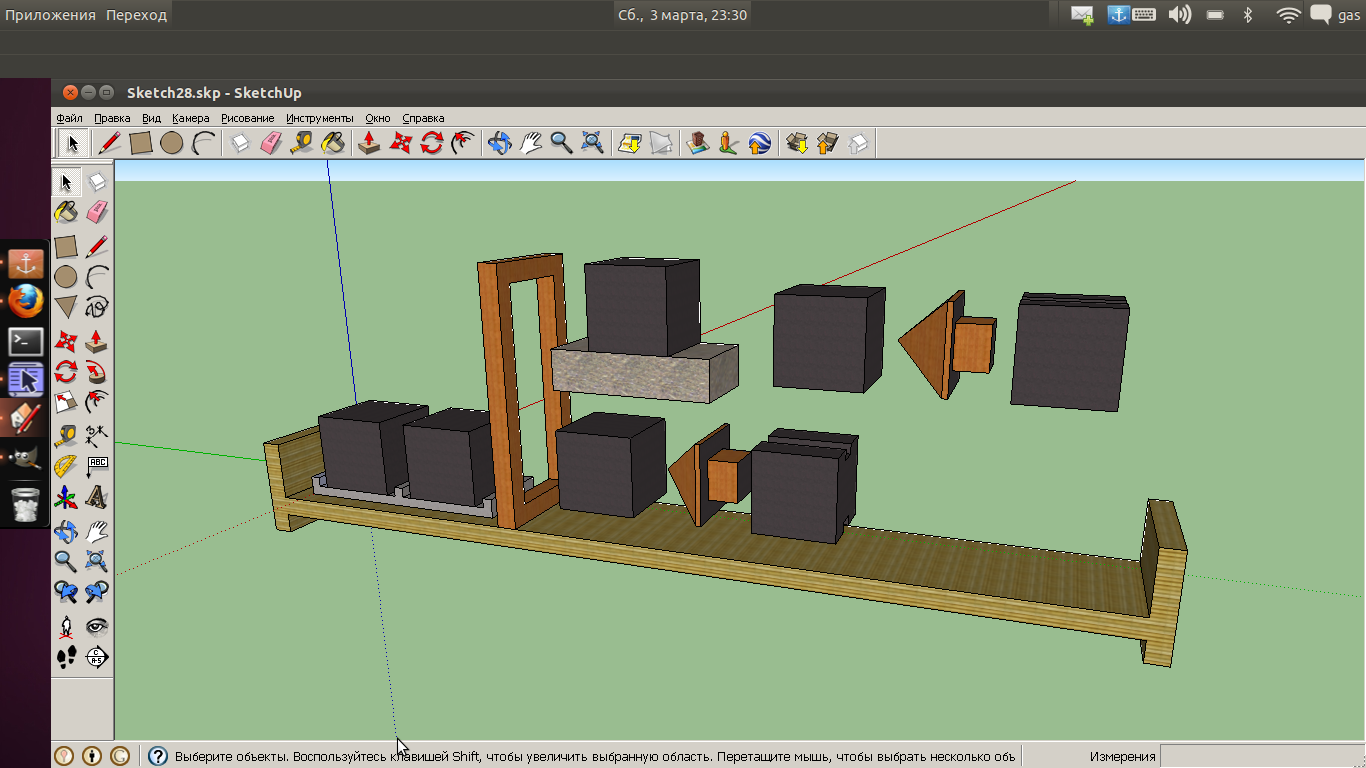 Приложения Переход
Сб., 3 марта, 23:30
gas
Sketch28.skp - SketchUp
Файл Правка Вид Камера Рисование Инструменты Окно Справка
ABC
C
A-5
Выберите объекты. Воспользуйтесь клавишей Shift, чтобы увеличить выбранную область. Перетащите мышь, чтобы выбрать несколько объ
Измерения